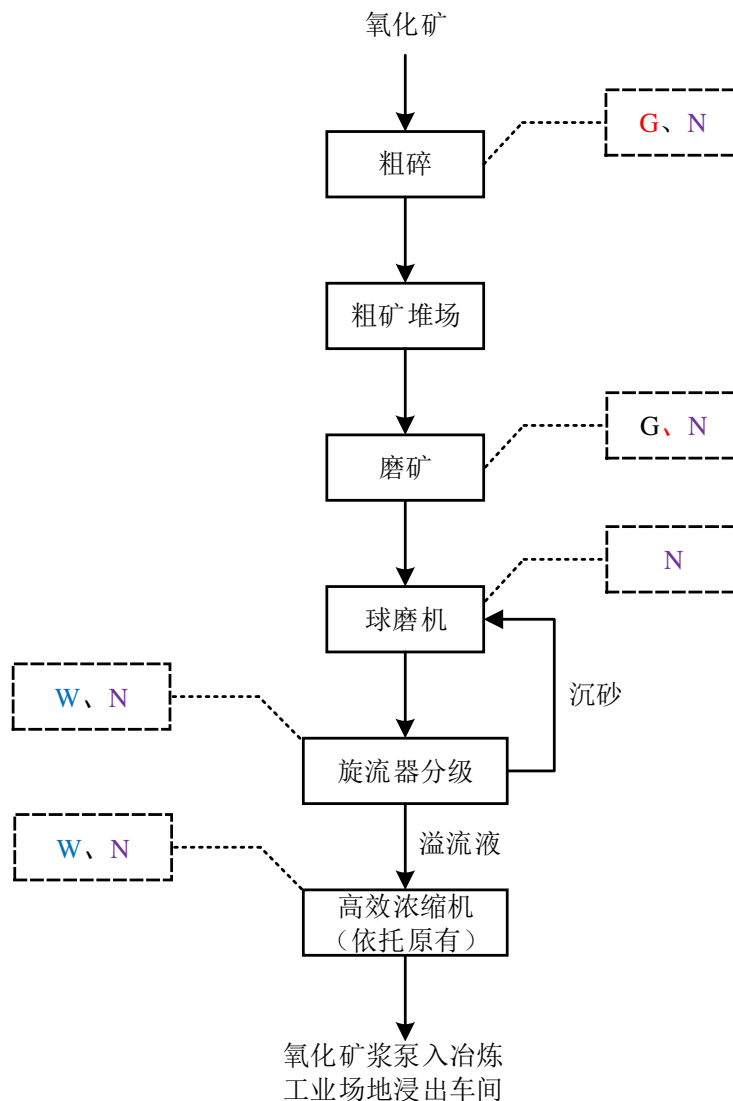 氧化矿
G、N
粗碎
粗矿堆场
G、N
磨矿
N
球磨机
沉砂
W、N
旋流器分级
溢流液
W、N
高效浓缩机
（依托原有）
氧化矿浆泵入冶炼
工业场地浸出车间